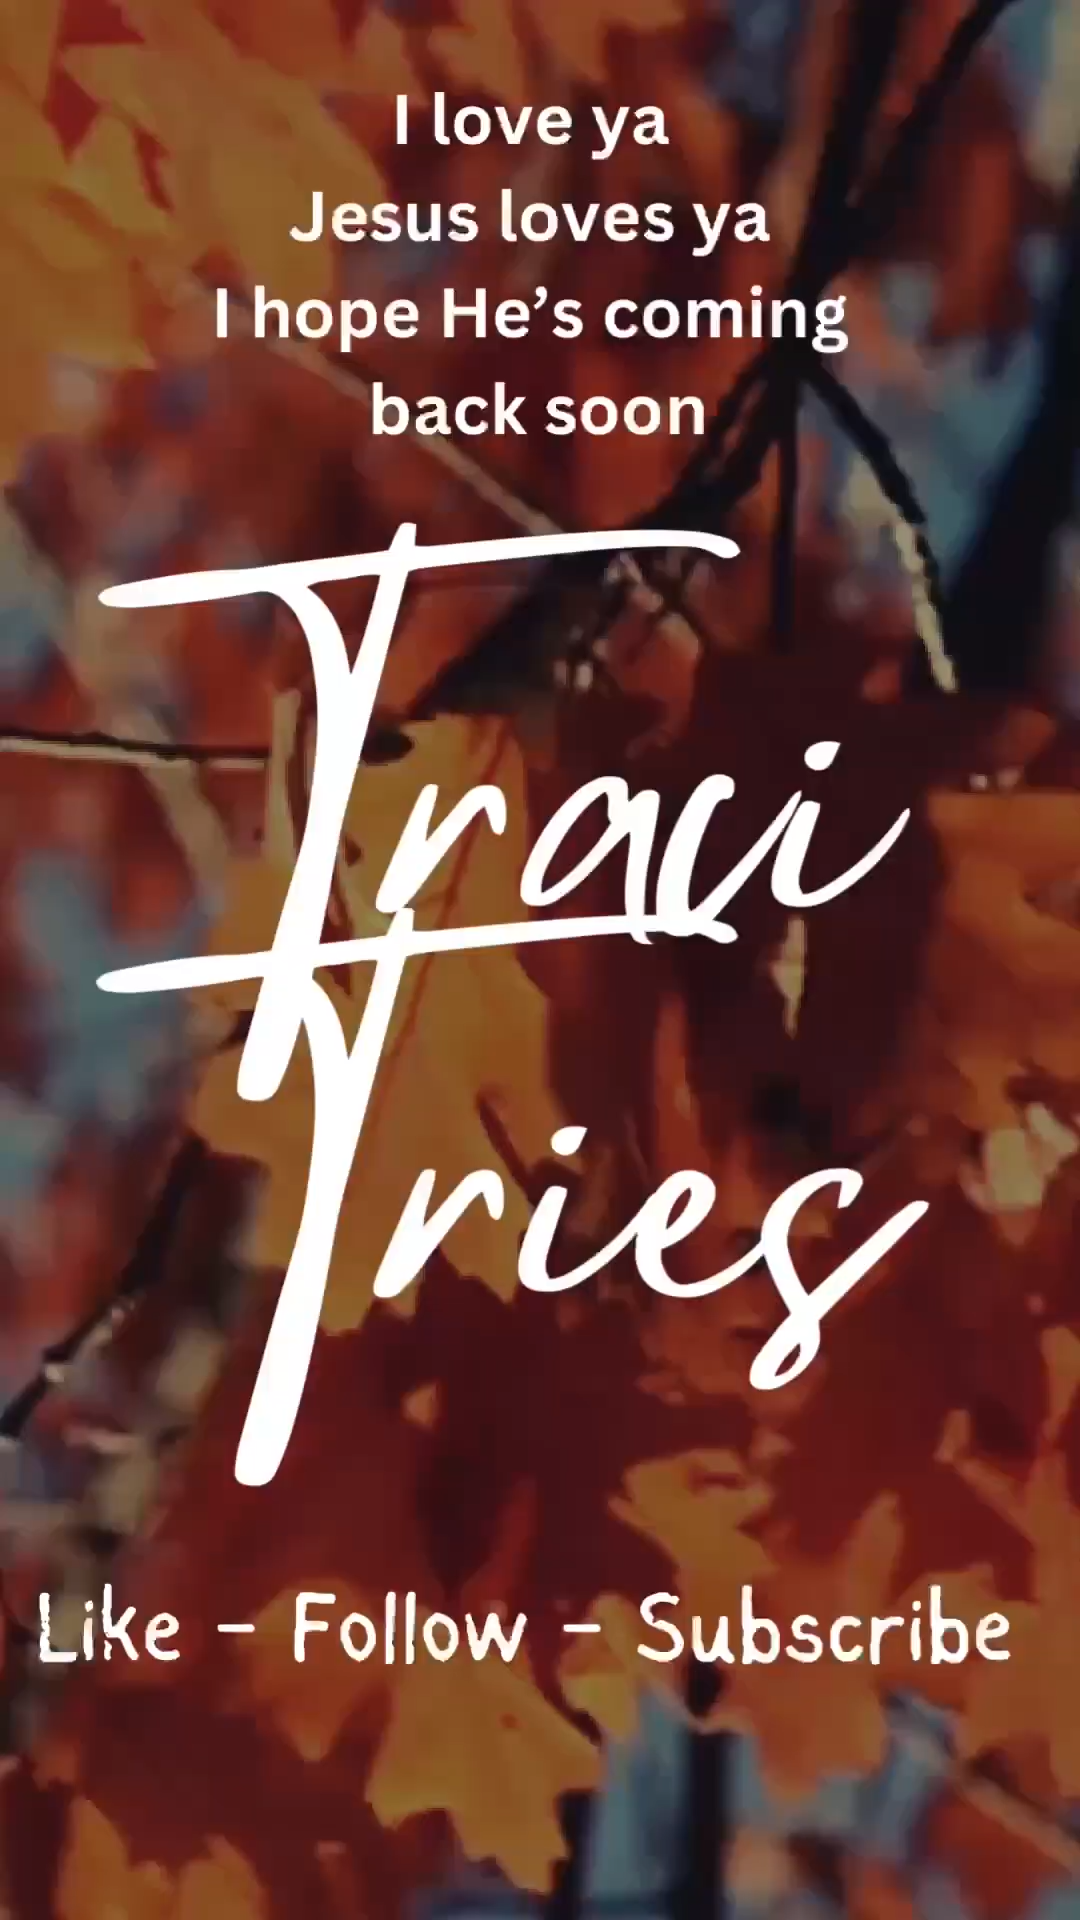 I love ya
Jesus loves ya
I hope He’s coming
back soon
Traci
Tries
Like - Follow - Subscribe